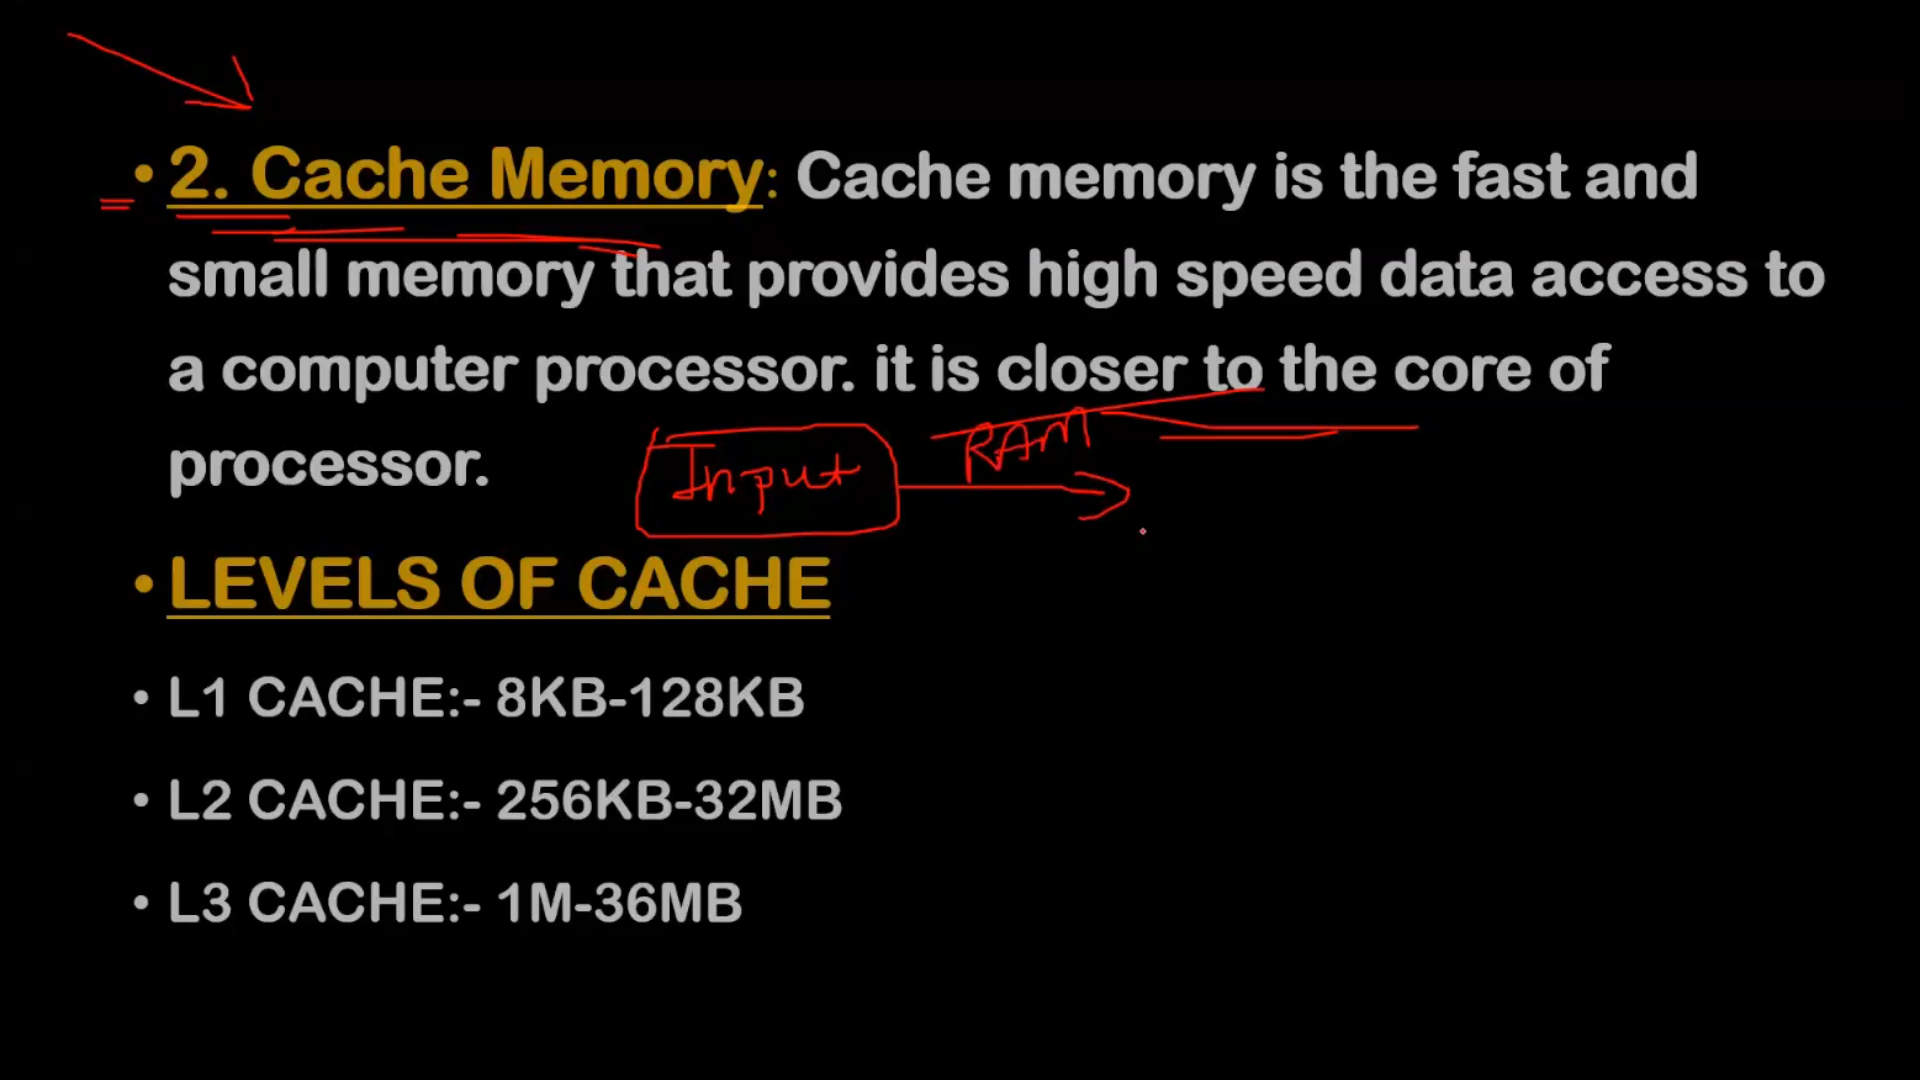 • 2. Cache Memory: Cache memory is the fast and
small memory that provides high speed data access to
a computer processor. it is closer to the core of
processor.
Input RAM
• LEVELS OF CACHE
• L1 CACHE:- 8KB-128KB
• L2 CACHE:- 256KB-32MB
• L3 CACHE:- 1M-36MB